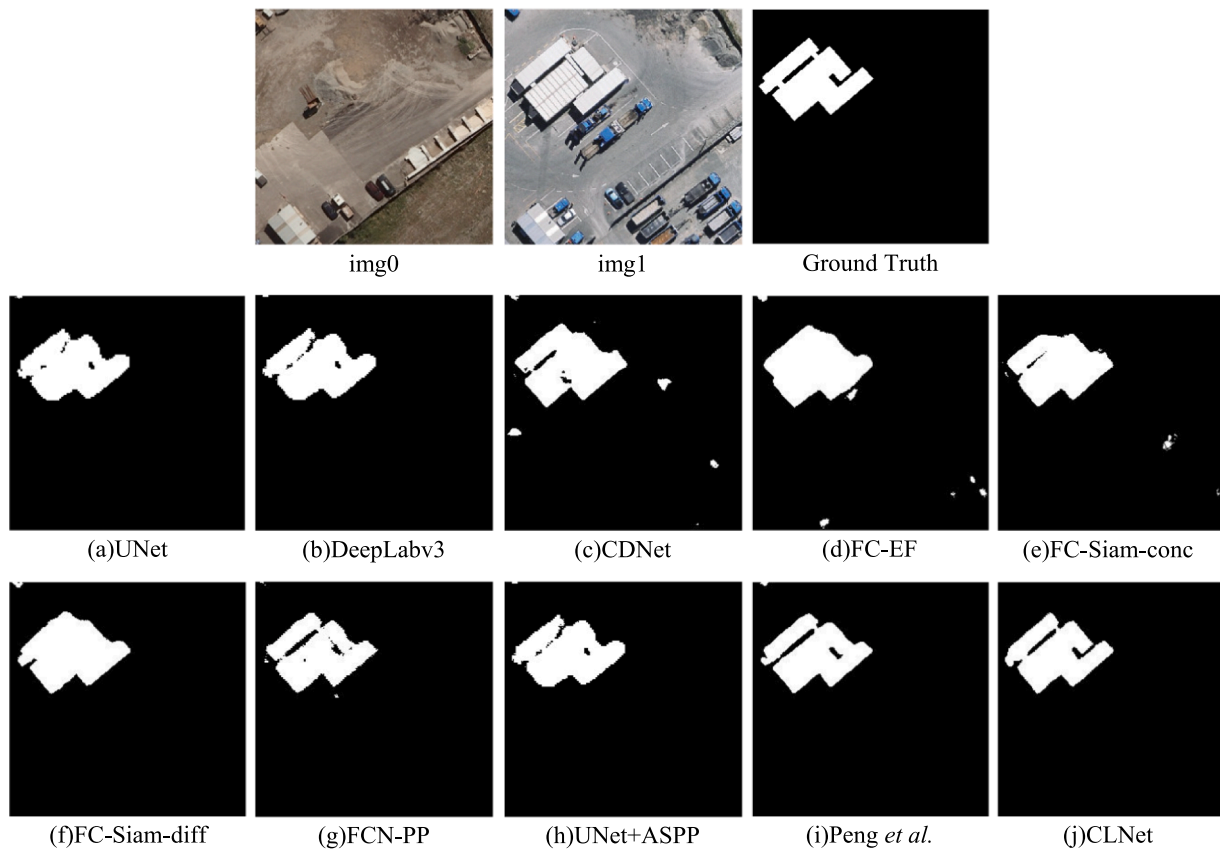 img0 img1 Ground Truth
(a)UNet (b)DeepLabv3 (c)CDNet (d)FC-EF (e)FC-Siam-conc
(f)FC-Siam-diff (g)FCN-PP (h)UNet+ASPP (i)Peng et al. (j)CLNet